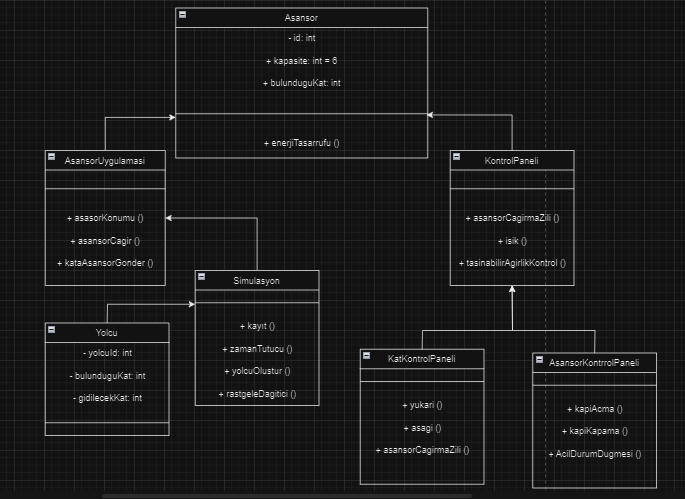 Asansor
- id: int
+ kapasite: int = 6
+ bulunduguKat: int
+ enerjiTasarrufu ()
AsansorUygulamasi
+ asasorKonumu ()
+ asansorCagir ()
+ kataAsansorGonder ()
KontrolPaneli
+ asansorCagirmaZili ()
+ isik ()
+ tasinabilirAgirlikKontrol ()
Simulasyon
+ kayıt ()
+ zamanTutucu ()
+ yolcuOlustur ()
+ rastgeleDagitici ()
Yolcu
- yolcuId: int
- bulunduguKat: int
- gidilecekKat: int
KatKontrolPaneli
+ yukari ()
+ asagi ()
+ asansorCagirmaZili ()
AsansorKontrrolPaneli
+ kapiAcma ()
+ kapiKapama ()
+ AcilDurumDugmesi ()